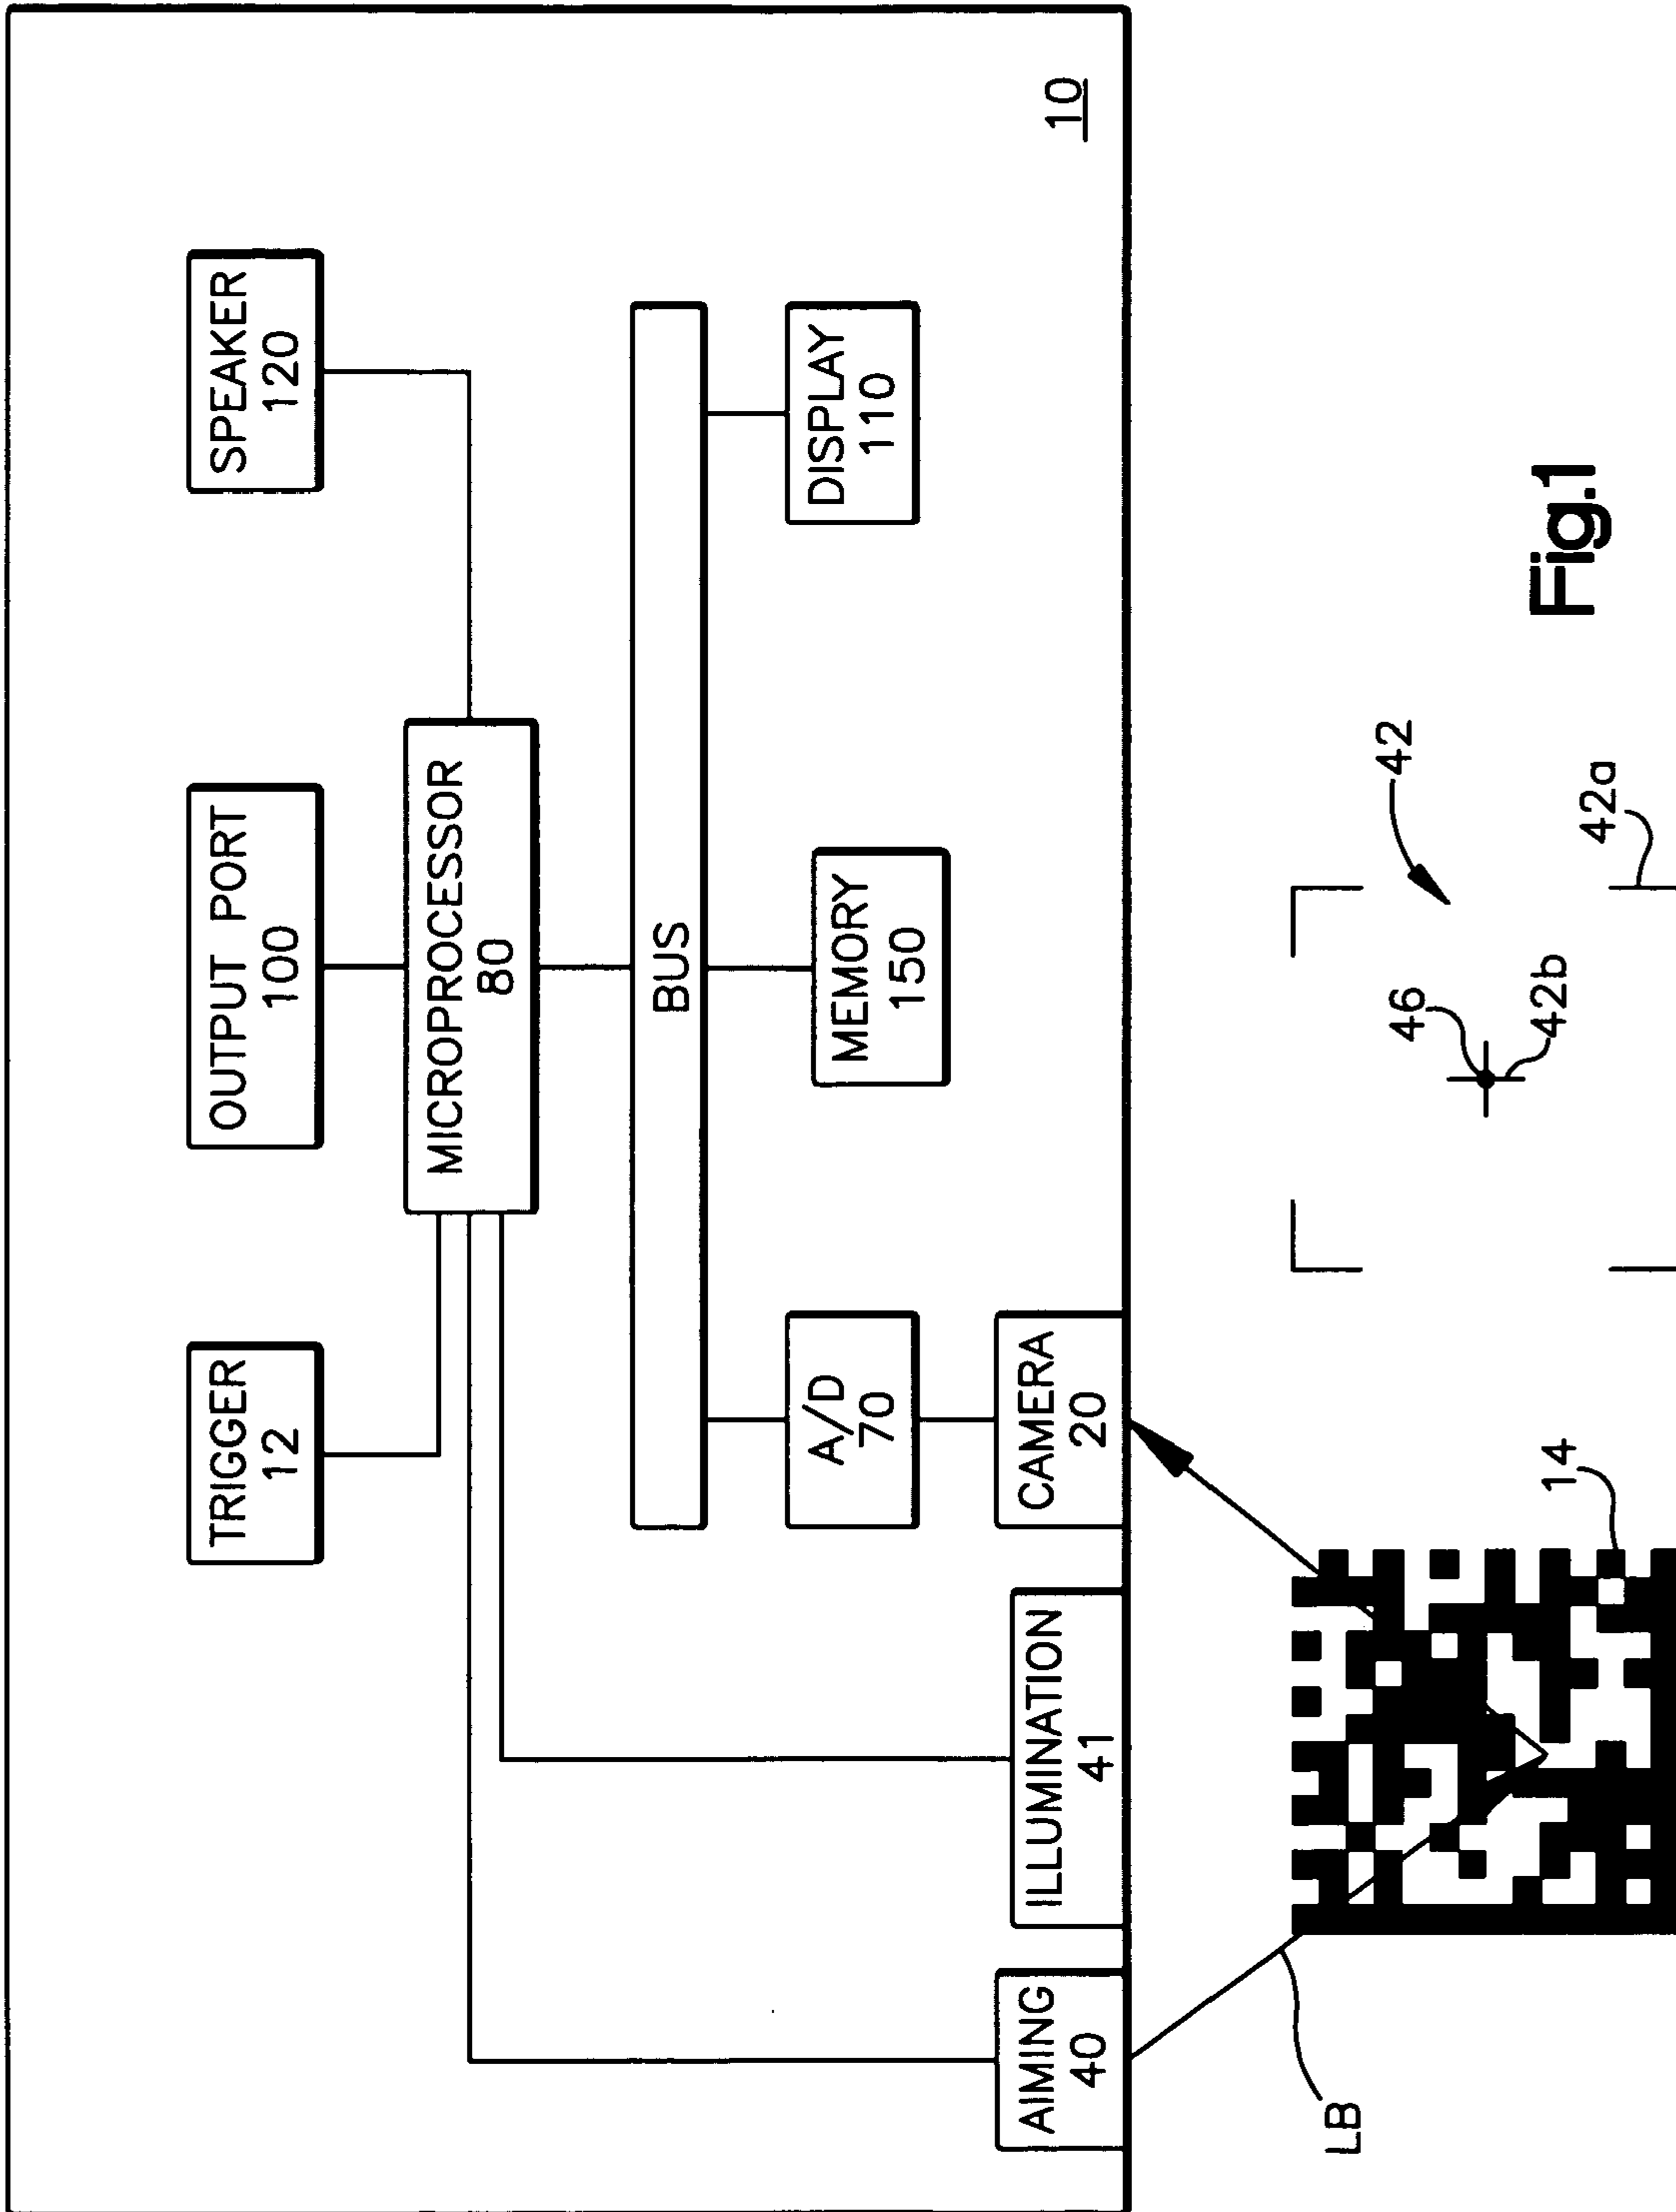 TRIGGER
12
OUTPUT PORT
100
SPEAKER
120
MICROPROCESSOR
80
BUS
A/D
70
MEMORY
150
DISPLAY
110
AIMING
40
ILLUMINATION
41
CAMERA
20
10
LB
14
46
42b
42
42a
Fig.1